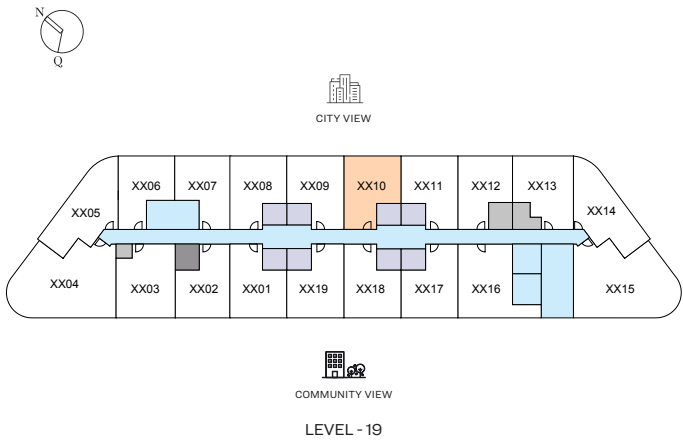 N
Q
CITY VIEW
XX06 XX07 XX08 XX09 XX10 XX11 XX12 XX13
XX05 XX14
XX04 XX03 XX02 XX01 XX19 XX18 XX17 XX16 XX15
COMMUNITY VIEW
LEVEL - 19